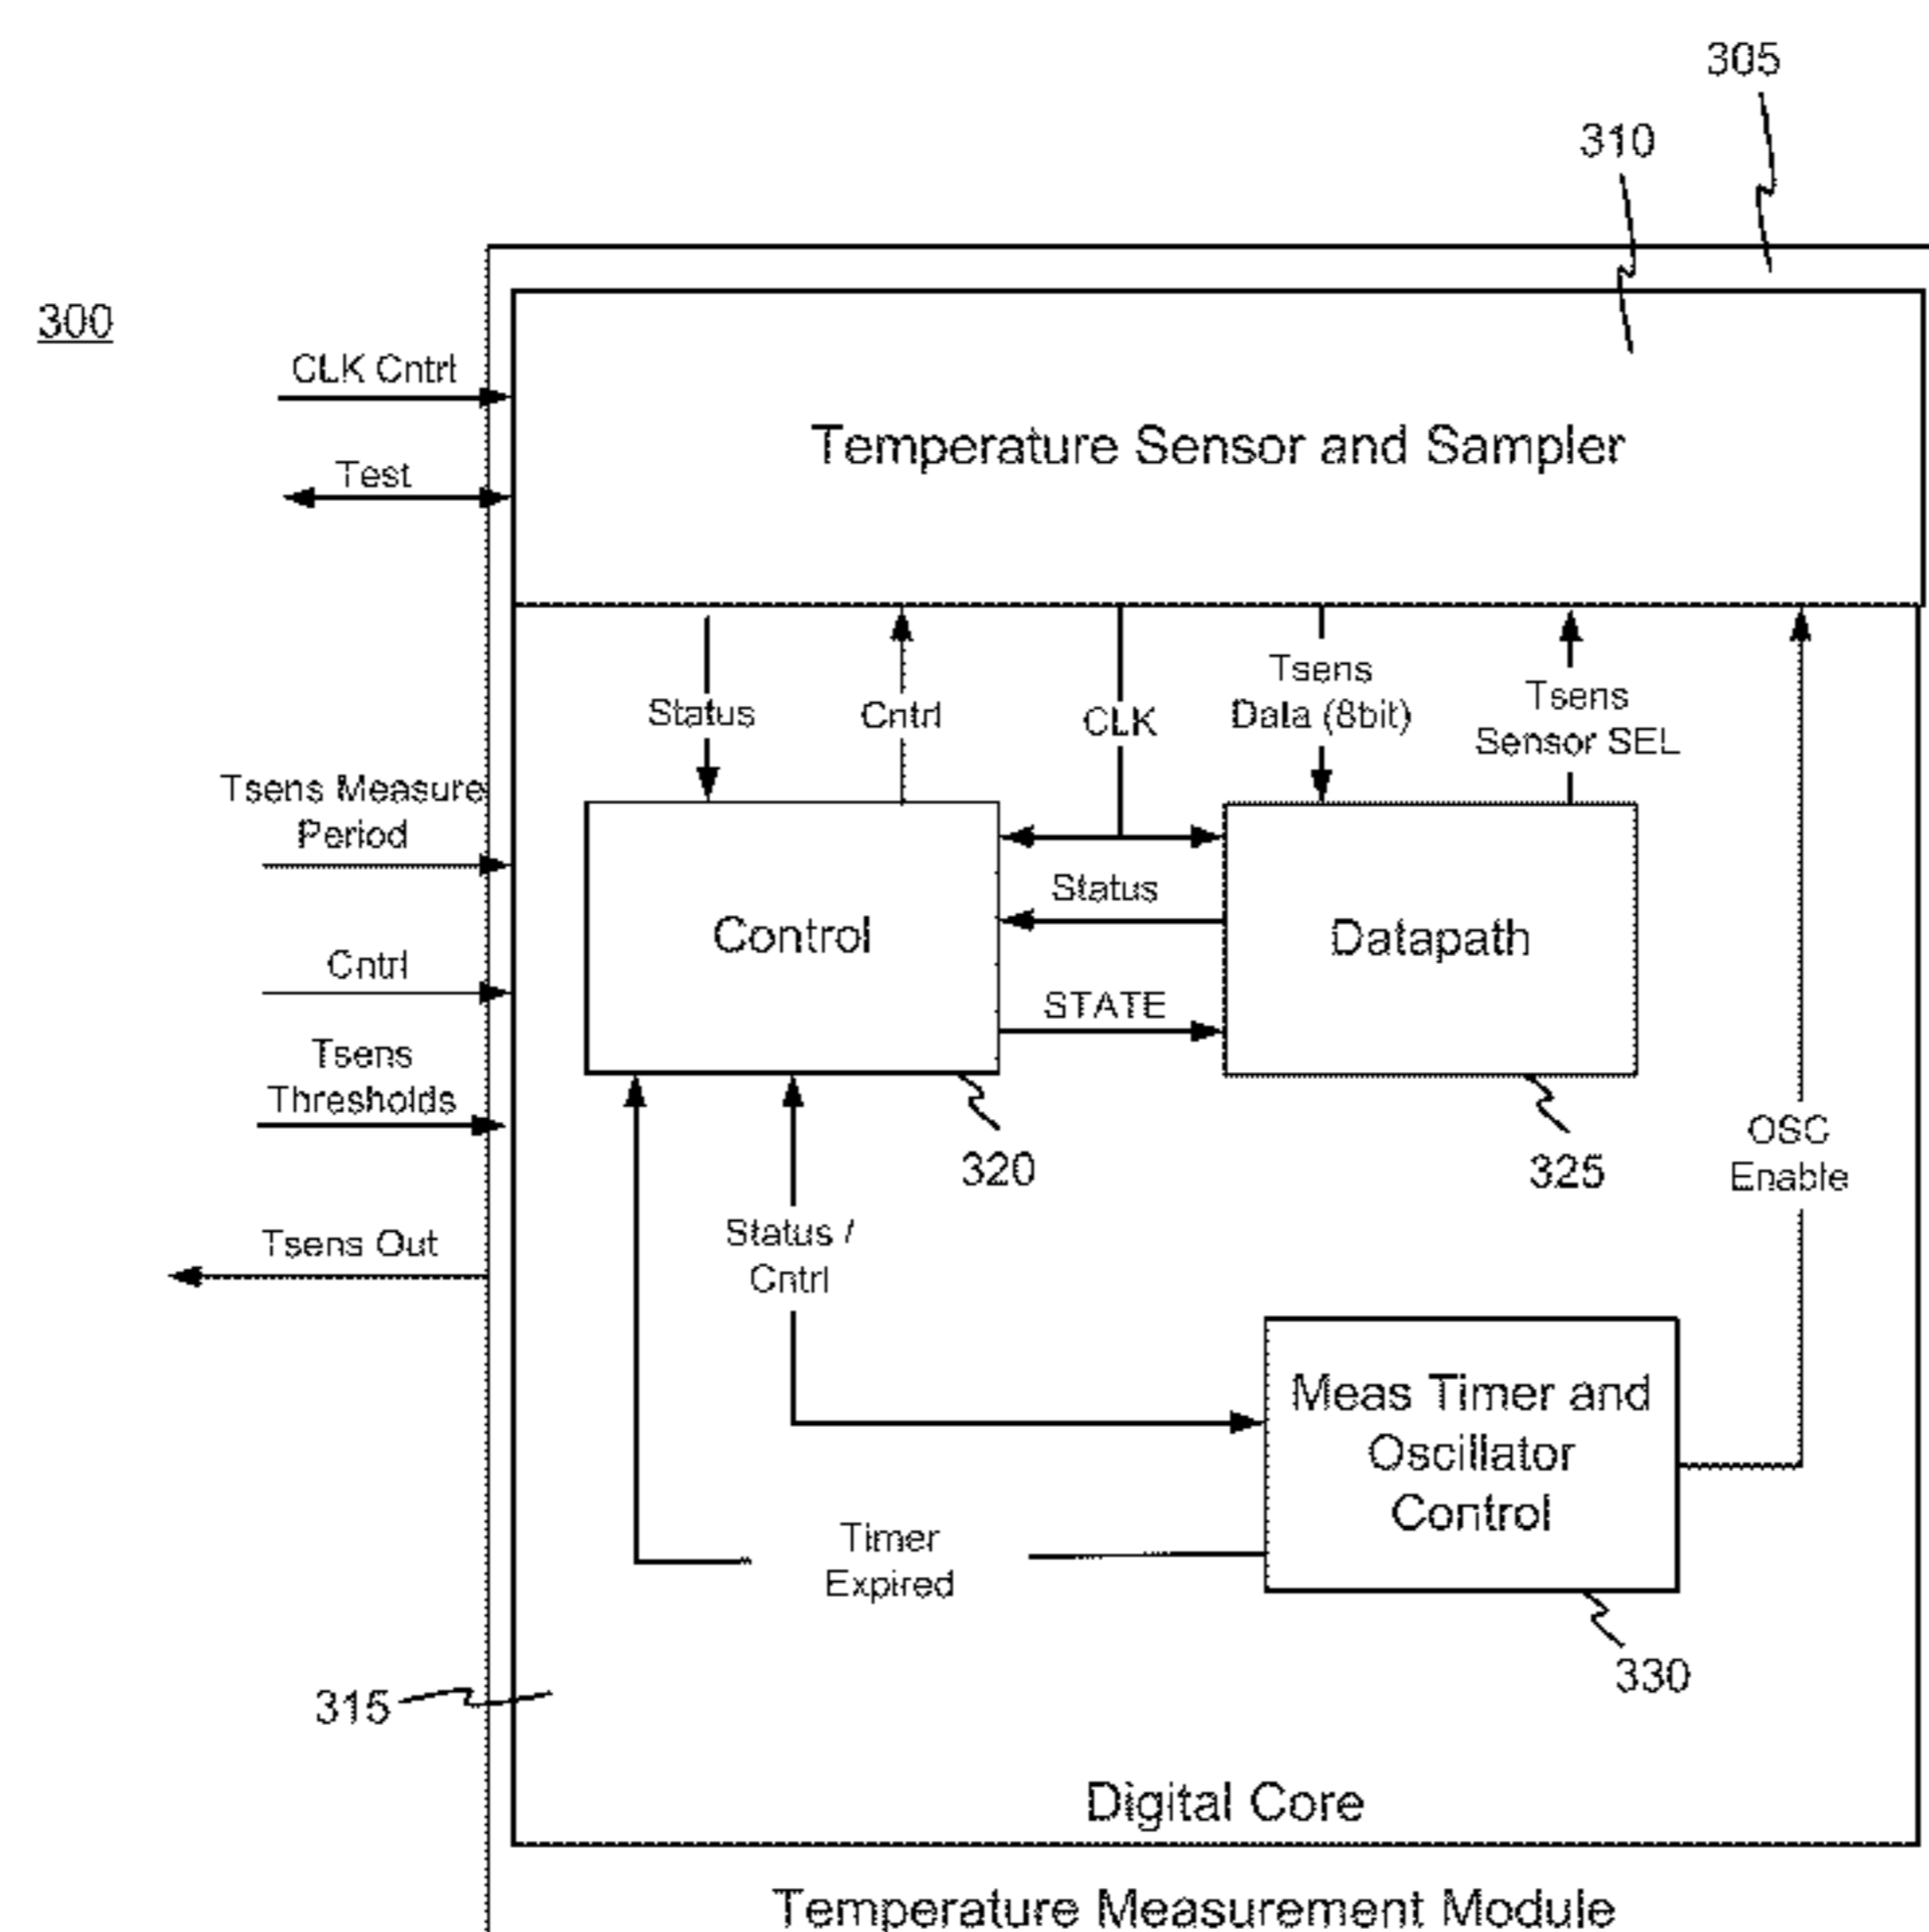 305
310
300
CLK Cntrl
Temperature Sensor and Sampler
Test
Status
Cntrl
CLK
Tsens
Data (8bit)
Tsens
Sensor SEL
Tsens Measure
Period
Status
Control
Datapath
Cntrl
STATE
Tsens
Thresholds
320
325
OSC
Enable
Tsens Out
Status /
Cntrl
Meas Timer and
Oscillator
Control
Timer
Expired
330
315
Digital Core
Temperature Measurement Module